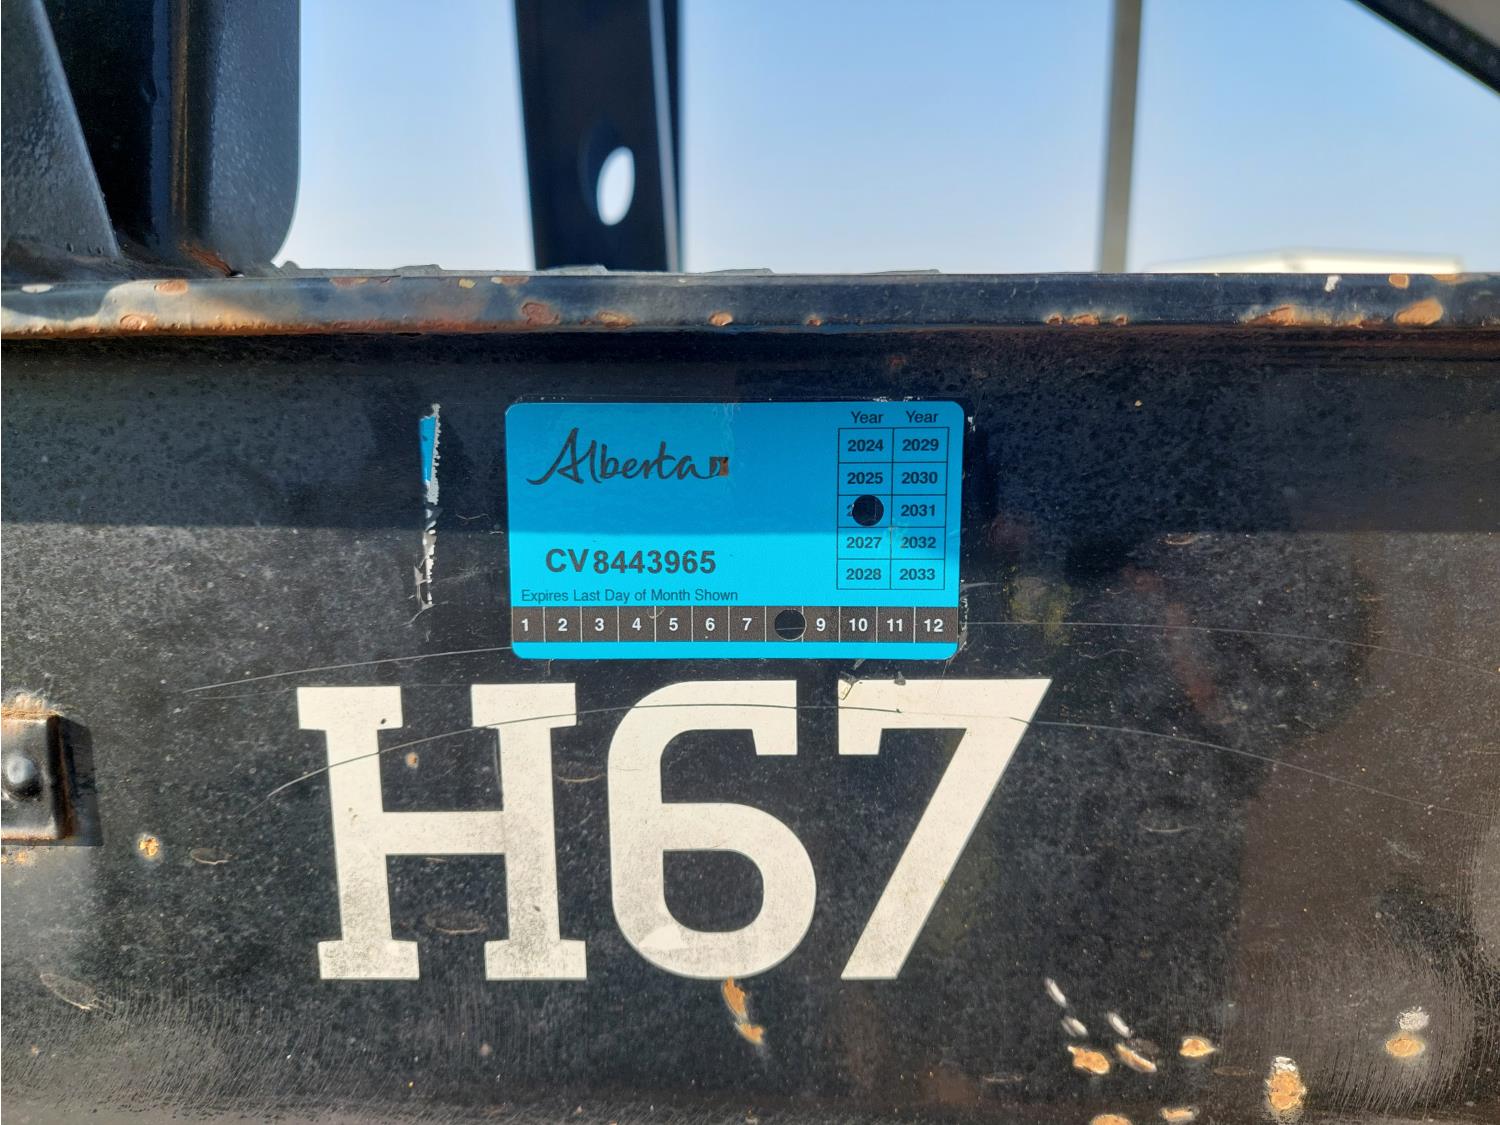 Alberta
Year Year
2024 2029
2025 2030
2031
2027 2032
2028 2033
CV8443965
Expires Last Day of Month Shown
1 2 3 4 5 6 7 9 10 11 12
H67